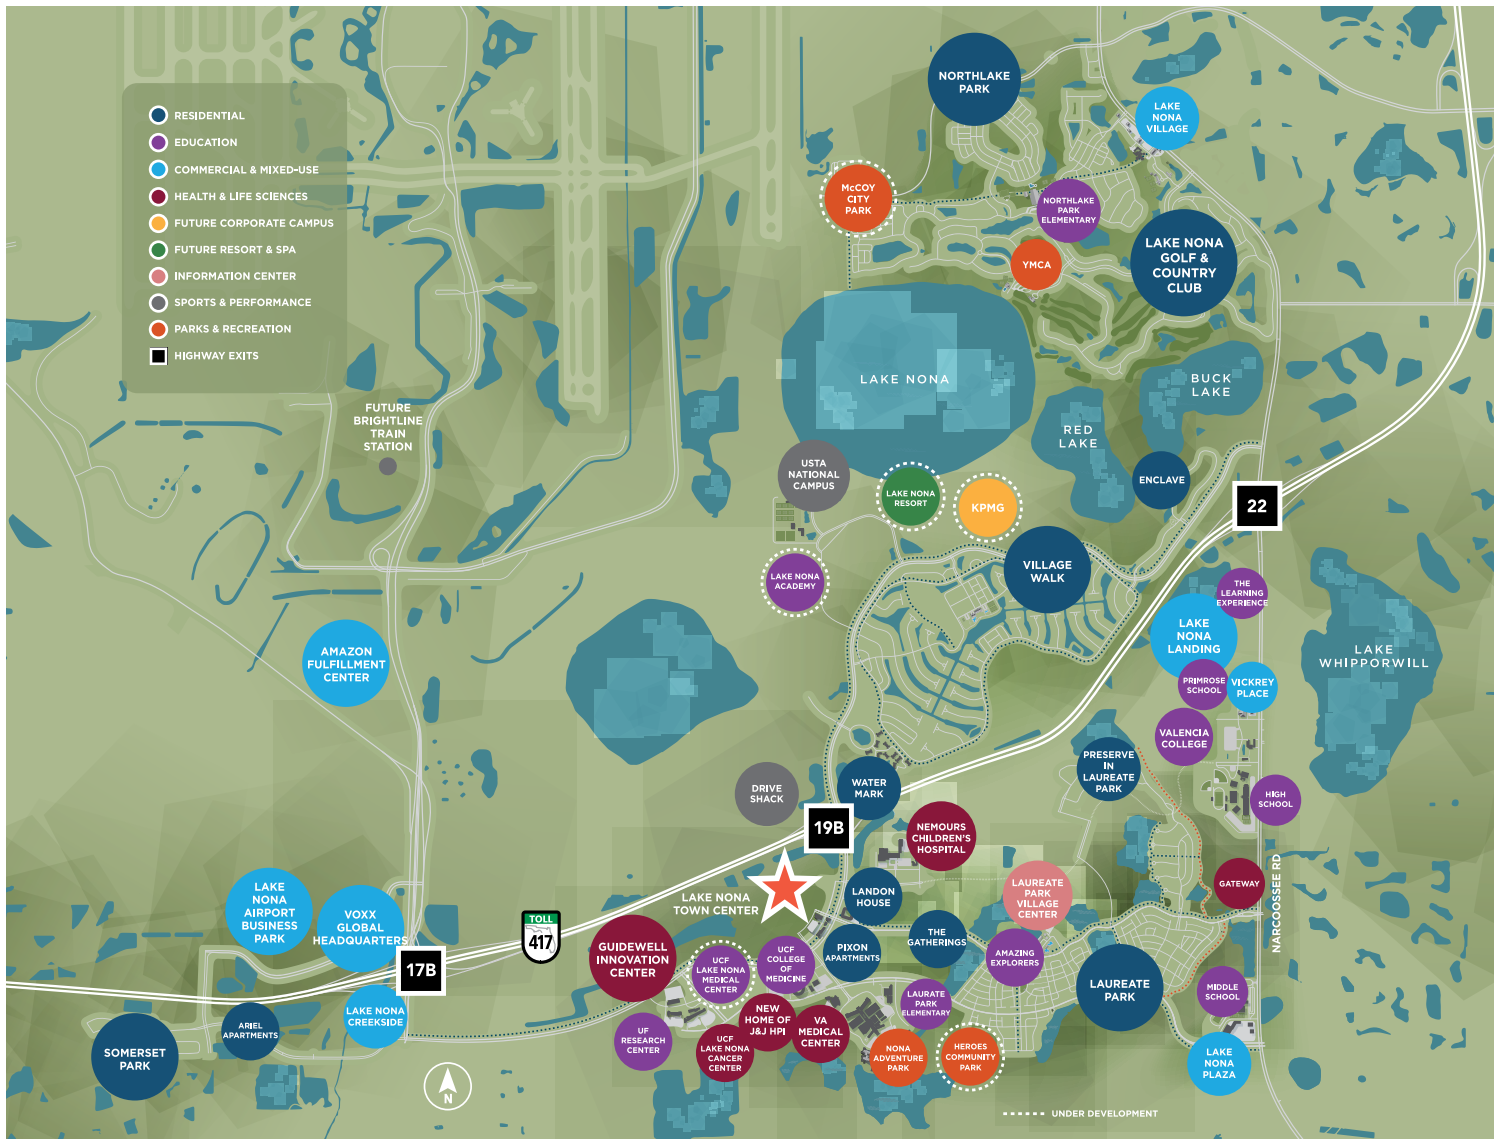 RESIDENTIAL
EDUCATION
COMMERCIAL & MIXED-USE
HEALTH & LIFE SCIENCES
FUTURE CORPORATE CAMPUS
FUTURE RESORT & SPA
INFORMATION CENTER
SPORTS & PERFORMANCE
PARKS & RECREATION
HIGHWAY EXITS
NORTHLAKE
PARK
LAKE
NONA
VILLAGE
McCOY
CITY
PARK
NORTHLAKE
PARK
ELEMENTARY
YMCA
LAKE NONA
GOLF &
COUNTRY
CLUB
LAKE NONA
BUCK
LAKE
RED
LAKE
FUTURE
BRIGHTLINE
TRAIN
STATION
USTA
NATIONAL
CAMPUS
LAKE NONA
RESORT
KPMG
ENCLAVE
22
LAKE NONA
ACADEMY
VILLAGE
WALK
THE
LEARNING
EXPERIENCE
LAKE
NONA
LANDING
PRIMROSE
SCHOOL
VICKREY
PLACE
LAKE
WHIPPORWILL
AMAZON
FULFILLMENT
CENTER
VALENCIA
COLLEGE
PRESERVE
IN
LAUREATE
PARK
HIGH
SCHOOL
DRIVE
SHACK
WATER
MARK
19B
NEMOURS
CHILDREN'S
HOSPITAL
LAKE NONA
TOWN CENTER
LANDON
HOUSE
LAUREATE
PARK
VILLAGE
CENTER
GATEWAY
NARCOOSSEE RD
LAKE
NONA
AIRPORT
BUSINESS
PARK
VOXX
GLOBAL
HEADQUARTERS
17B
TOLL
417
GUIDEWELL
INNOVATION
CENTER
UCF
LAKE NONA
MEDICAL
CENTER
UCF
COLLEGE
OF
MEDICINE
PIXON
APARTMENTS
THE
GATHERINGS
AMAZING
EXPLORERS
LAUREATE
PARK
MIDDLE
SCHOOL
LAKE NONA
CREEKSIDE
ARIEL
APARTMENTS
SOMERSET
PARK
UF
RESEARCH
CENTER
UCF
LAKE NONA
CANCER
CENTER
NEW
HOME OF
J&J HPI
VA
MEDICAL
CENTER
LAURATE
PARK
ELEMENTARY
NONA
ADVENTURE
PARK
HEROES
COMMUNITY
PARK
LAKE
NONA
PLAZA
N
UNDER DEVELOPMENT